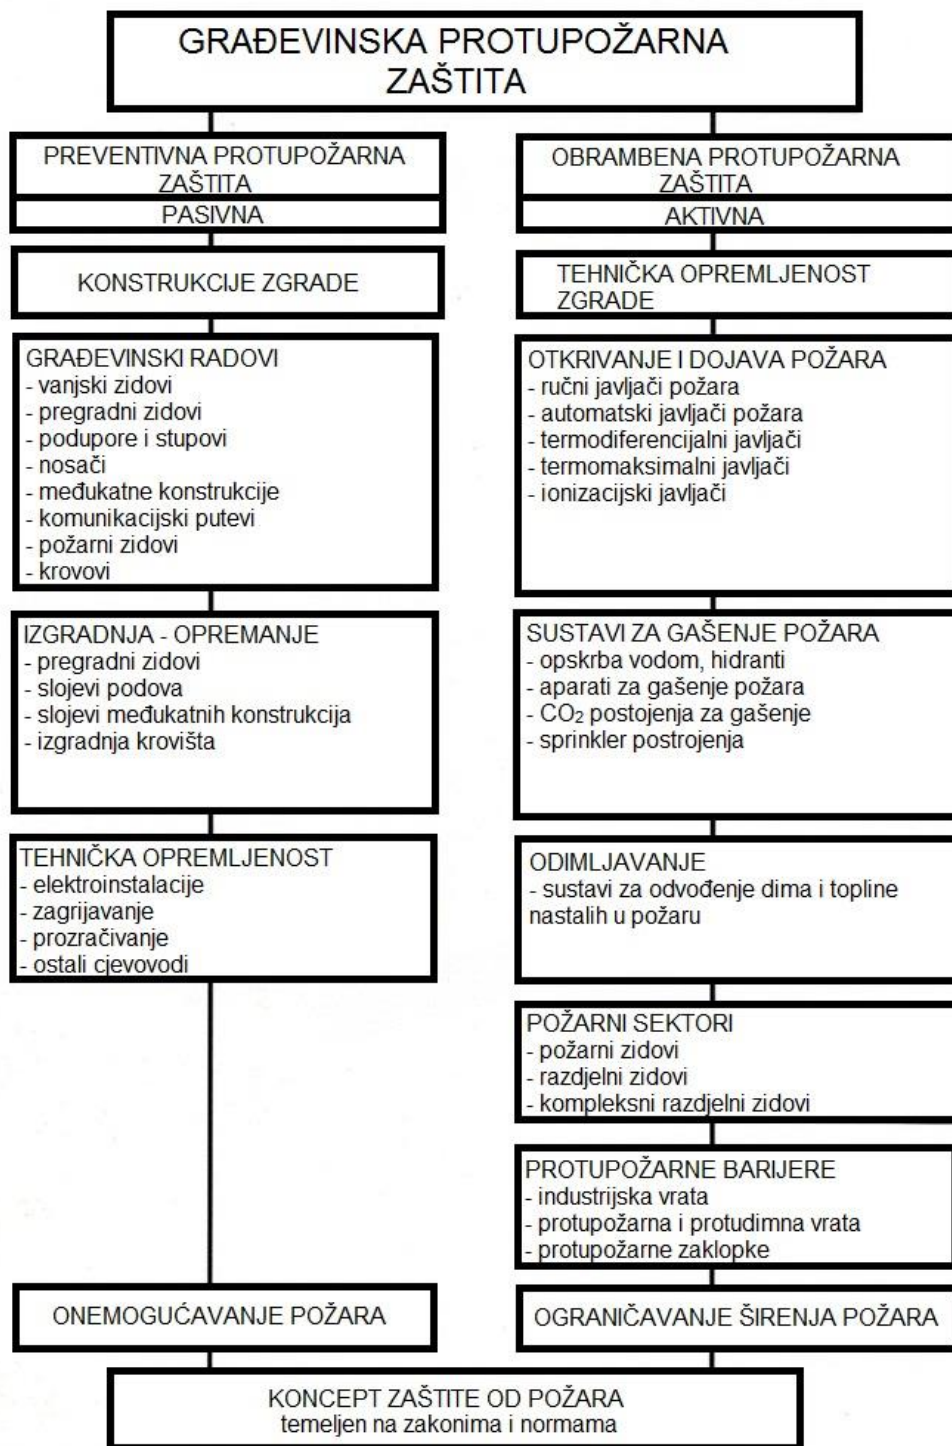 GRAĐEVINSKA PROTUPOŽARNA
ZAŠTITA
PREVENTIVNA PROTUPOŽARNA
ZAŠTITA
PASIVNA
KONSTRUKCIJE ZGRADE
GRAĐEVINSKI RADOVI
- vanjski zidovi
- pregradni zidovi
- podupore i stupovi
- nosači
- međukatne konstrukcije
- komunikacijski putevi
- požarni zidovi
- krovovi
IZGRADNJA - OPREMANJE
- pregradni zidovi
- slojevi podova
- slojevi međukatnih konstrukcija
- izgradnja krovišta
TEHNIČKA OPREMLJENOST
- elektroinstalacije
- zagrijavanje
- prozračivanje
- ostali cjevovodi
ONEMOGUĆAVANJE POŽARA
OBRAMBENA PROTUPOŽARNA
ZAŠTITA
AKTIVNA
TEHNIČKA OPREMLJENOST
ZGRADE
OTKRIVANJE I DOJAVA POŽARA
- ručni javljači požara
- automatski javljači požara
- termodiferencijalni javljači
- termomaksimalni javljači
- ionizacijski javljači
SUSTAVI ZA GAŠENJE POŽARA
- opskrba vodom, hidranti
- aparati za gašenje požara
- CO₂ postojenja za gašenje
- sprinkler postrojenja
ODIMLJAVANJE
- sustavi za odvođenje dima i topline
nastalih u požaru
POŽARNI SEKTORI
- požarni zidovi
- razdjelni zidovi
- kompleksni razdjelni zidovi
PROTUPOŽARNE BARIJERE
- industrijska vrata
- protupožarna i protudimna vrata
- protupožarne zaklopke
OGRANIČAVANJE ŠIRENJA POŽARA
KONCEPT ZAŠTITE OD POŽARA
temeljen na zakonima i normama